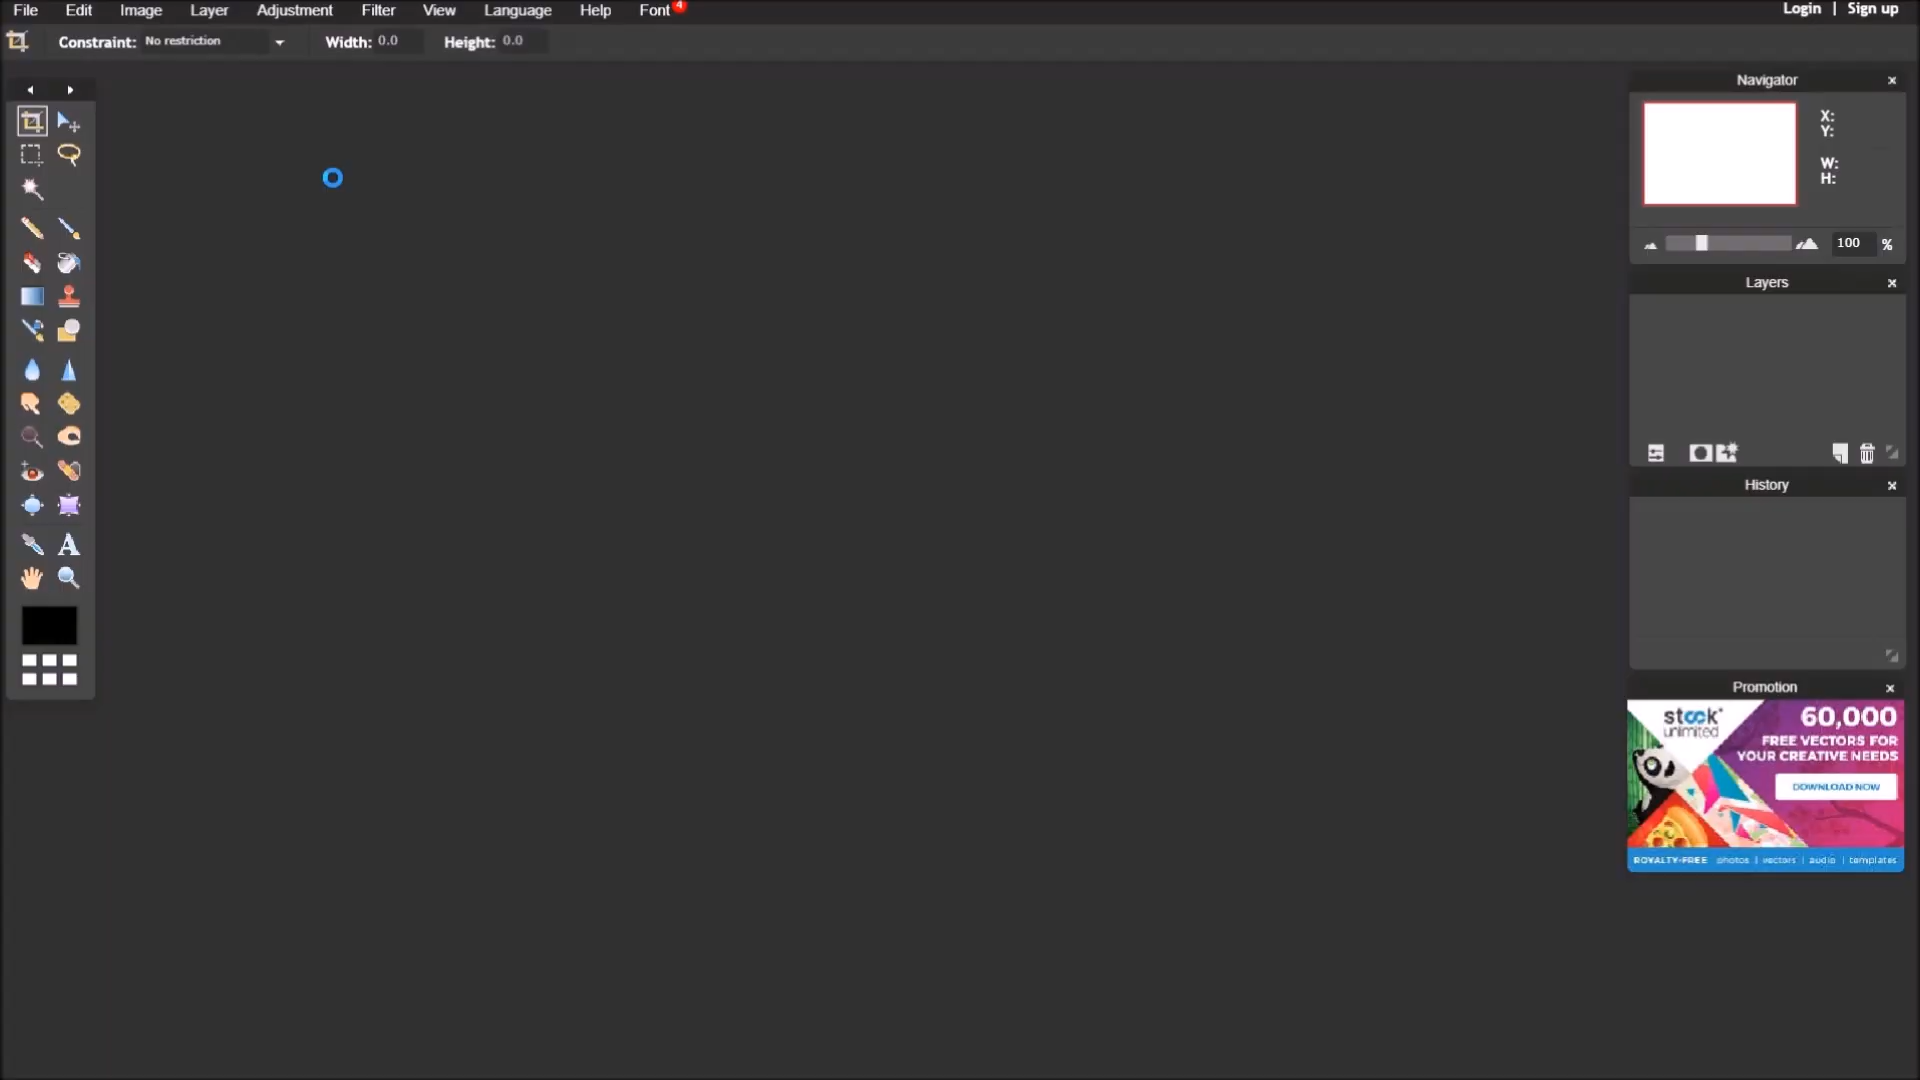 File Edit Image Layer Adjustment Filter View Language Help Font 4 Login | Sign up
Constraint: No restriction Width: 0.0 Height: 0.0
Navigator
X:
Y:
W:
H:
100 %
Layers
History
Promotion
stock unlimited
60,000
FREE VECTORS FOR
YOUR CREATIVE NEEDS
DOWNLOAD NOW
ROYALTY-FREE photos | vectors | audio | templates
A